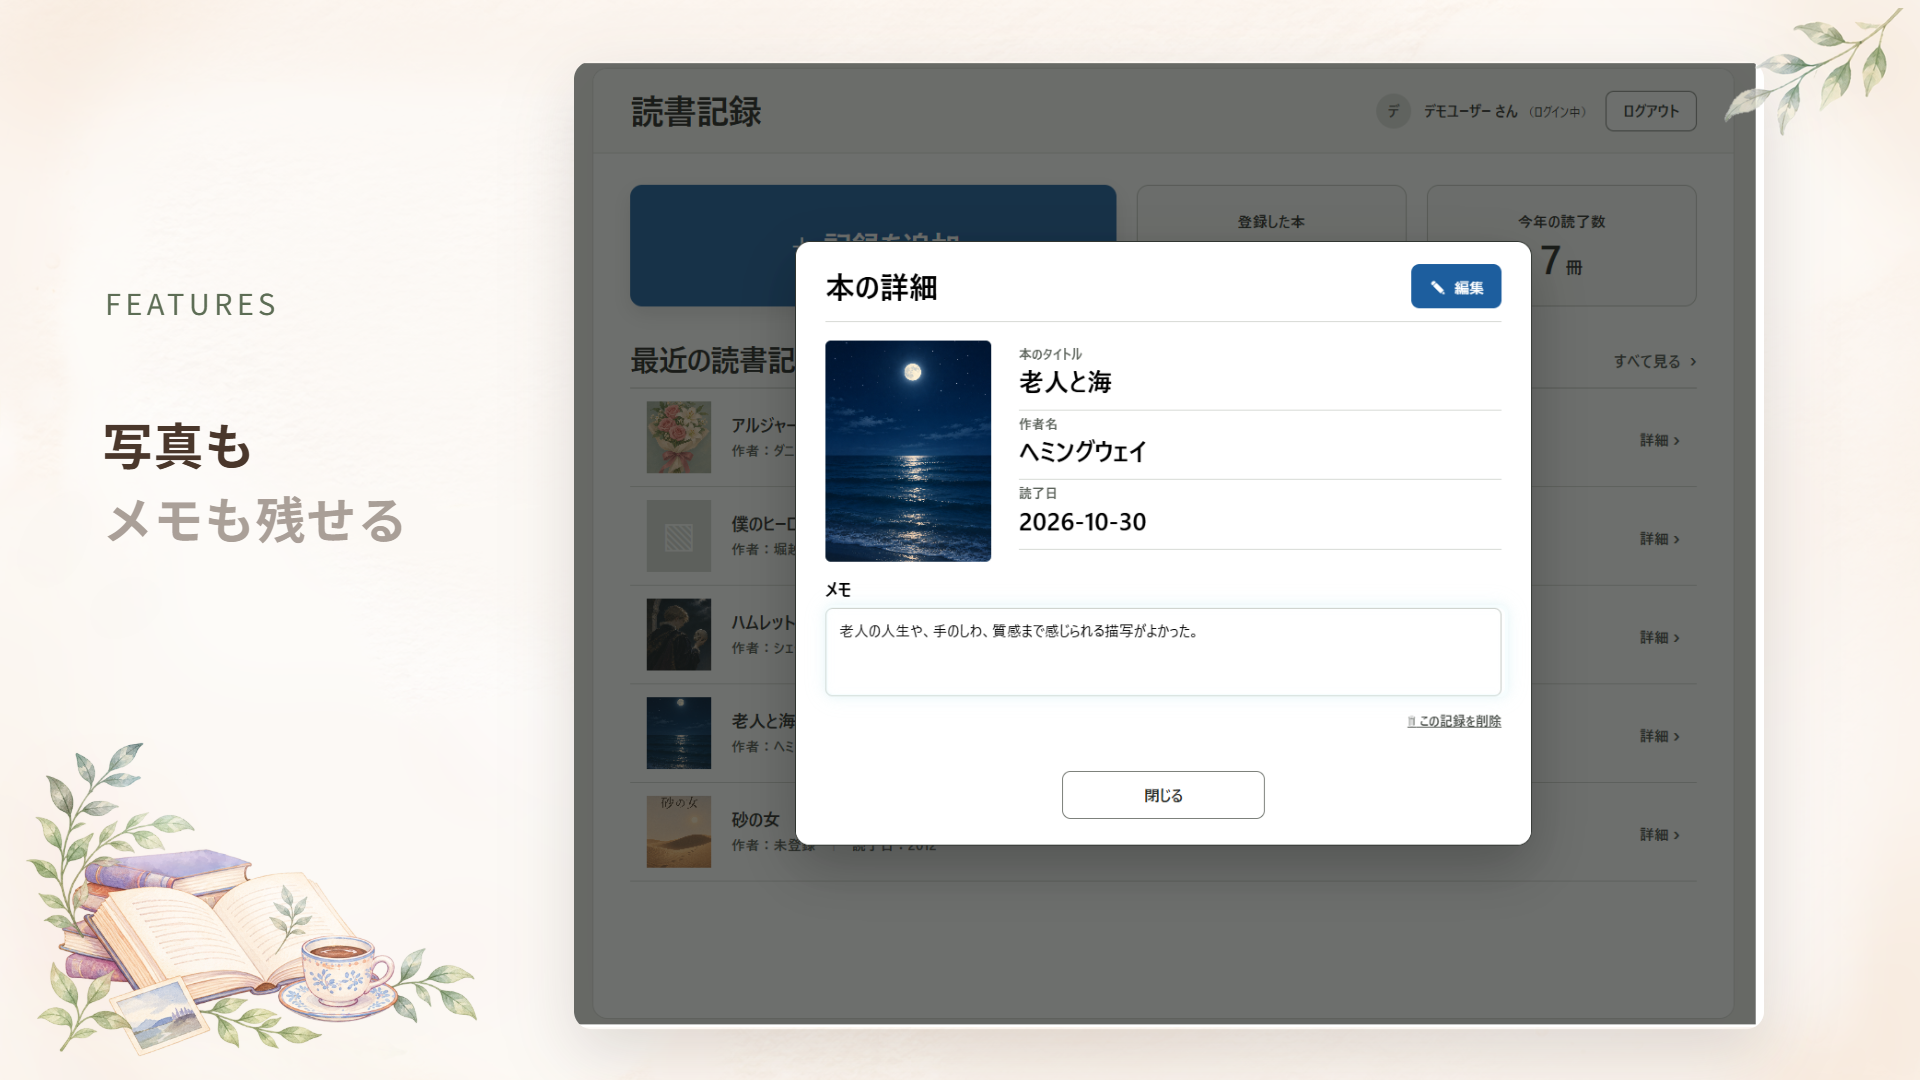 FEATURES
写真も
メモも残せる
読書記録
デ
デモユーザー さん (ログイン中)
ログアウト
登録した本
今年の読了数
7冊
最近の読書記
すべて見る ›
アルジャー
作者:ダニ
詳細 ›
僕のヒーロ
作者:堀越
詳細 ›
ハムレット
作者:シェ
詳細 ›
老人と海
作者:ヘミ
詳細 ›
砂の女
砂の女
作者:未登録
詳細 ›
本の詳細
編集
本のタイトル
老人と海
作者名
ヘミングウェイ
読了日
2026-10-30
メモ
老人の人生や、手のしわ、質感まで感じられる描写がよかった。
この記録を削除
閉じる